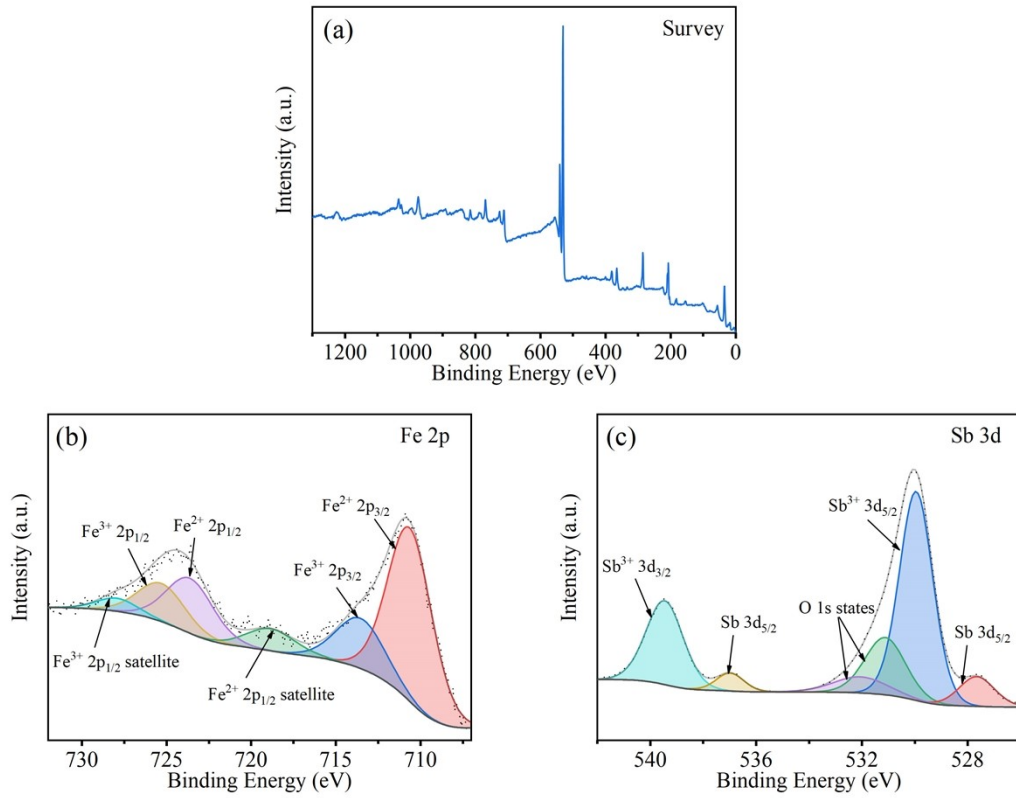 (a)
Survey
Intensity (a.u.)
1200 1000 800 600 400 200 0
Binding Energy (eV)
(b)
Fe 2p
Fe²⁺ 2p₃/₂
Fe³⁺ 2p₁/₂
Fe²⁺ 2p₁/₂
Fe³⁺ 2p₃/₂
Fe³⁺ 2p₁/₂ satellite
Fe²⁺ 2p₁/₂ satellite
Intensity (a.u.)
730 725 720 715 710
Binding Energy (eV)
(c)
Sb 3d
Sb³⁺ 3d₅/₂
Sb³⁺ 3d₃/₂
O 1s states
Sb 3d₅/₂
Sb 3d₅/₂
Intensity (a.u.)
540 536 532 528
Binding Energy (eV)